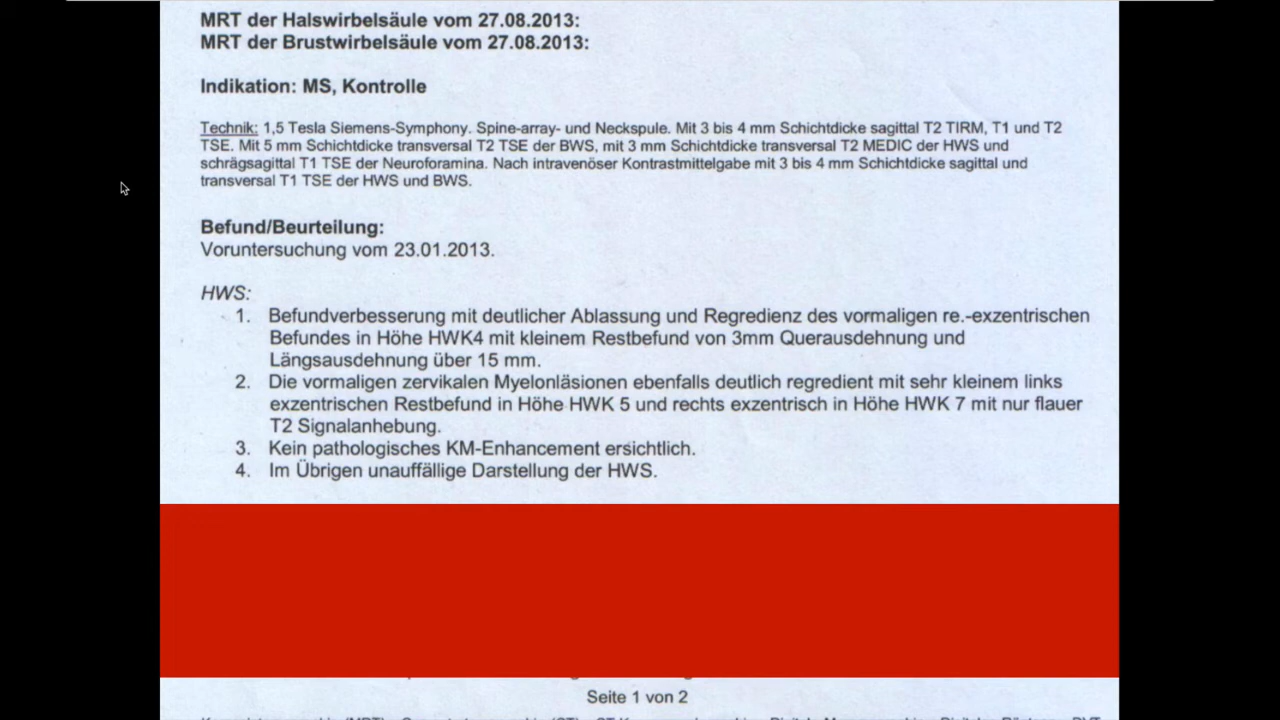 MRT der Halswirbelsäule vom 27.08.2013:
MRT der Brustwirbelsäule vom 27.08.2013:
Indikation: MS, Kontrolle
Technik: 1,5 Tesla Siemens-Symphony. Spine-array- und Neckspule. Mit 3 bis 4 mm Schichtdicke sagittal T2 TIRM, T1 und T2
TSE. Mit 5 mm Schichtdicke transversal T2 TSE der BWS, mit 3 mm Schichtdicke transversal T2 MEDIC der HWS und
schrägsagittal T1 TSE der Neuroforamina. Nach intravenöser Kontrastmittelgabe mit 3 bis 4 mm Schichtdicke sagittal und
transversal T1 TSE der HWS und BWS.
Befund/Beurteilung:
Voruntersuchung vom 23.01.2013.
HWS:
1. Befundverbesserung mit deutlicher Ablassung und Regredienz des vormaligen re.-exzentrischen
Befundes in Höhe HWK4 mit kleinem Restbefund von 3mm Querausdehnung und
Längsausdehnung über 15 mm.
2. Die vormaligen zervikalen Myelonläsionen ebenfalls deutlich regredient mit sehr kleinem links
exzentrischen Restbefund in Höhe HWK 5 und rechts exzentrisch in Höhe HWK 7 mit nur flauer
T2 Signalanhebung.
3. Kein pathologisches KM-Enhancement ersichtlich.
4. Im Übrigen unauffällige Darstellung der HWS.
Seite 1 von 2